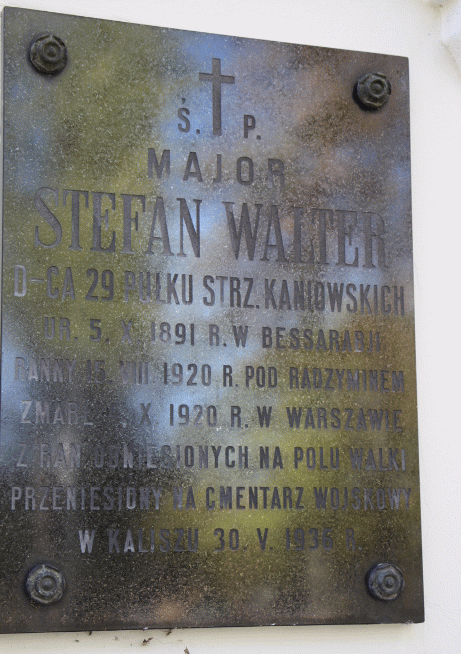 Ś. P.
MAJOR
STEFAN WALTER
D-CA 29 PUŁKU STRZ. KANIOWSKICH
UR. 5. X. 1891 R. W BESSARABJI
RANNY 15. VIII 1920 R. POD RADZYMINEM
ZMARŁ X. 1920 R. W WARSZAWIE
Z RAN ODNIESIONYCH NA POLU WALKI
PRZENIESIONY NA CMENTARZ WOJSKOWY
W KALISZU 30. V. 1936 R.